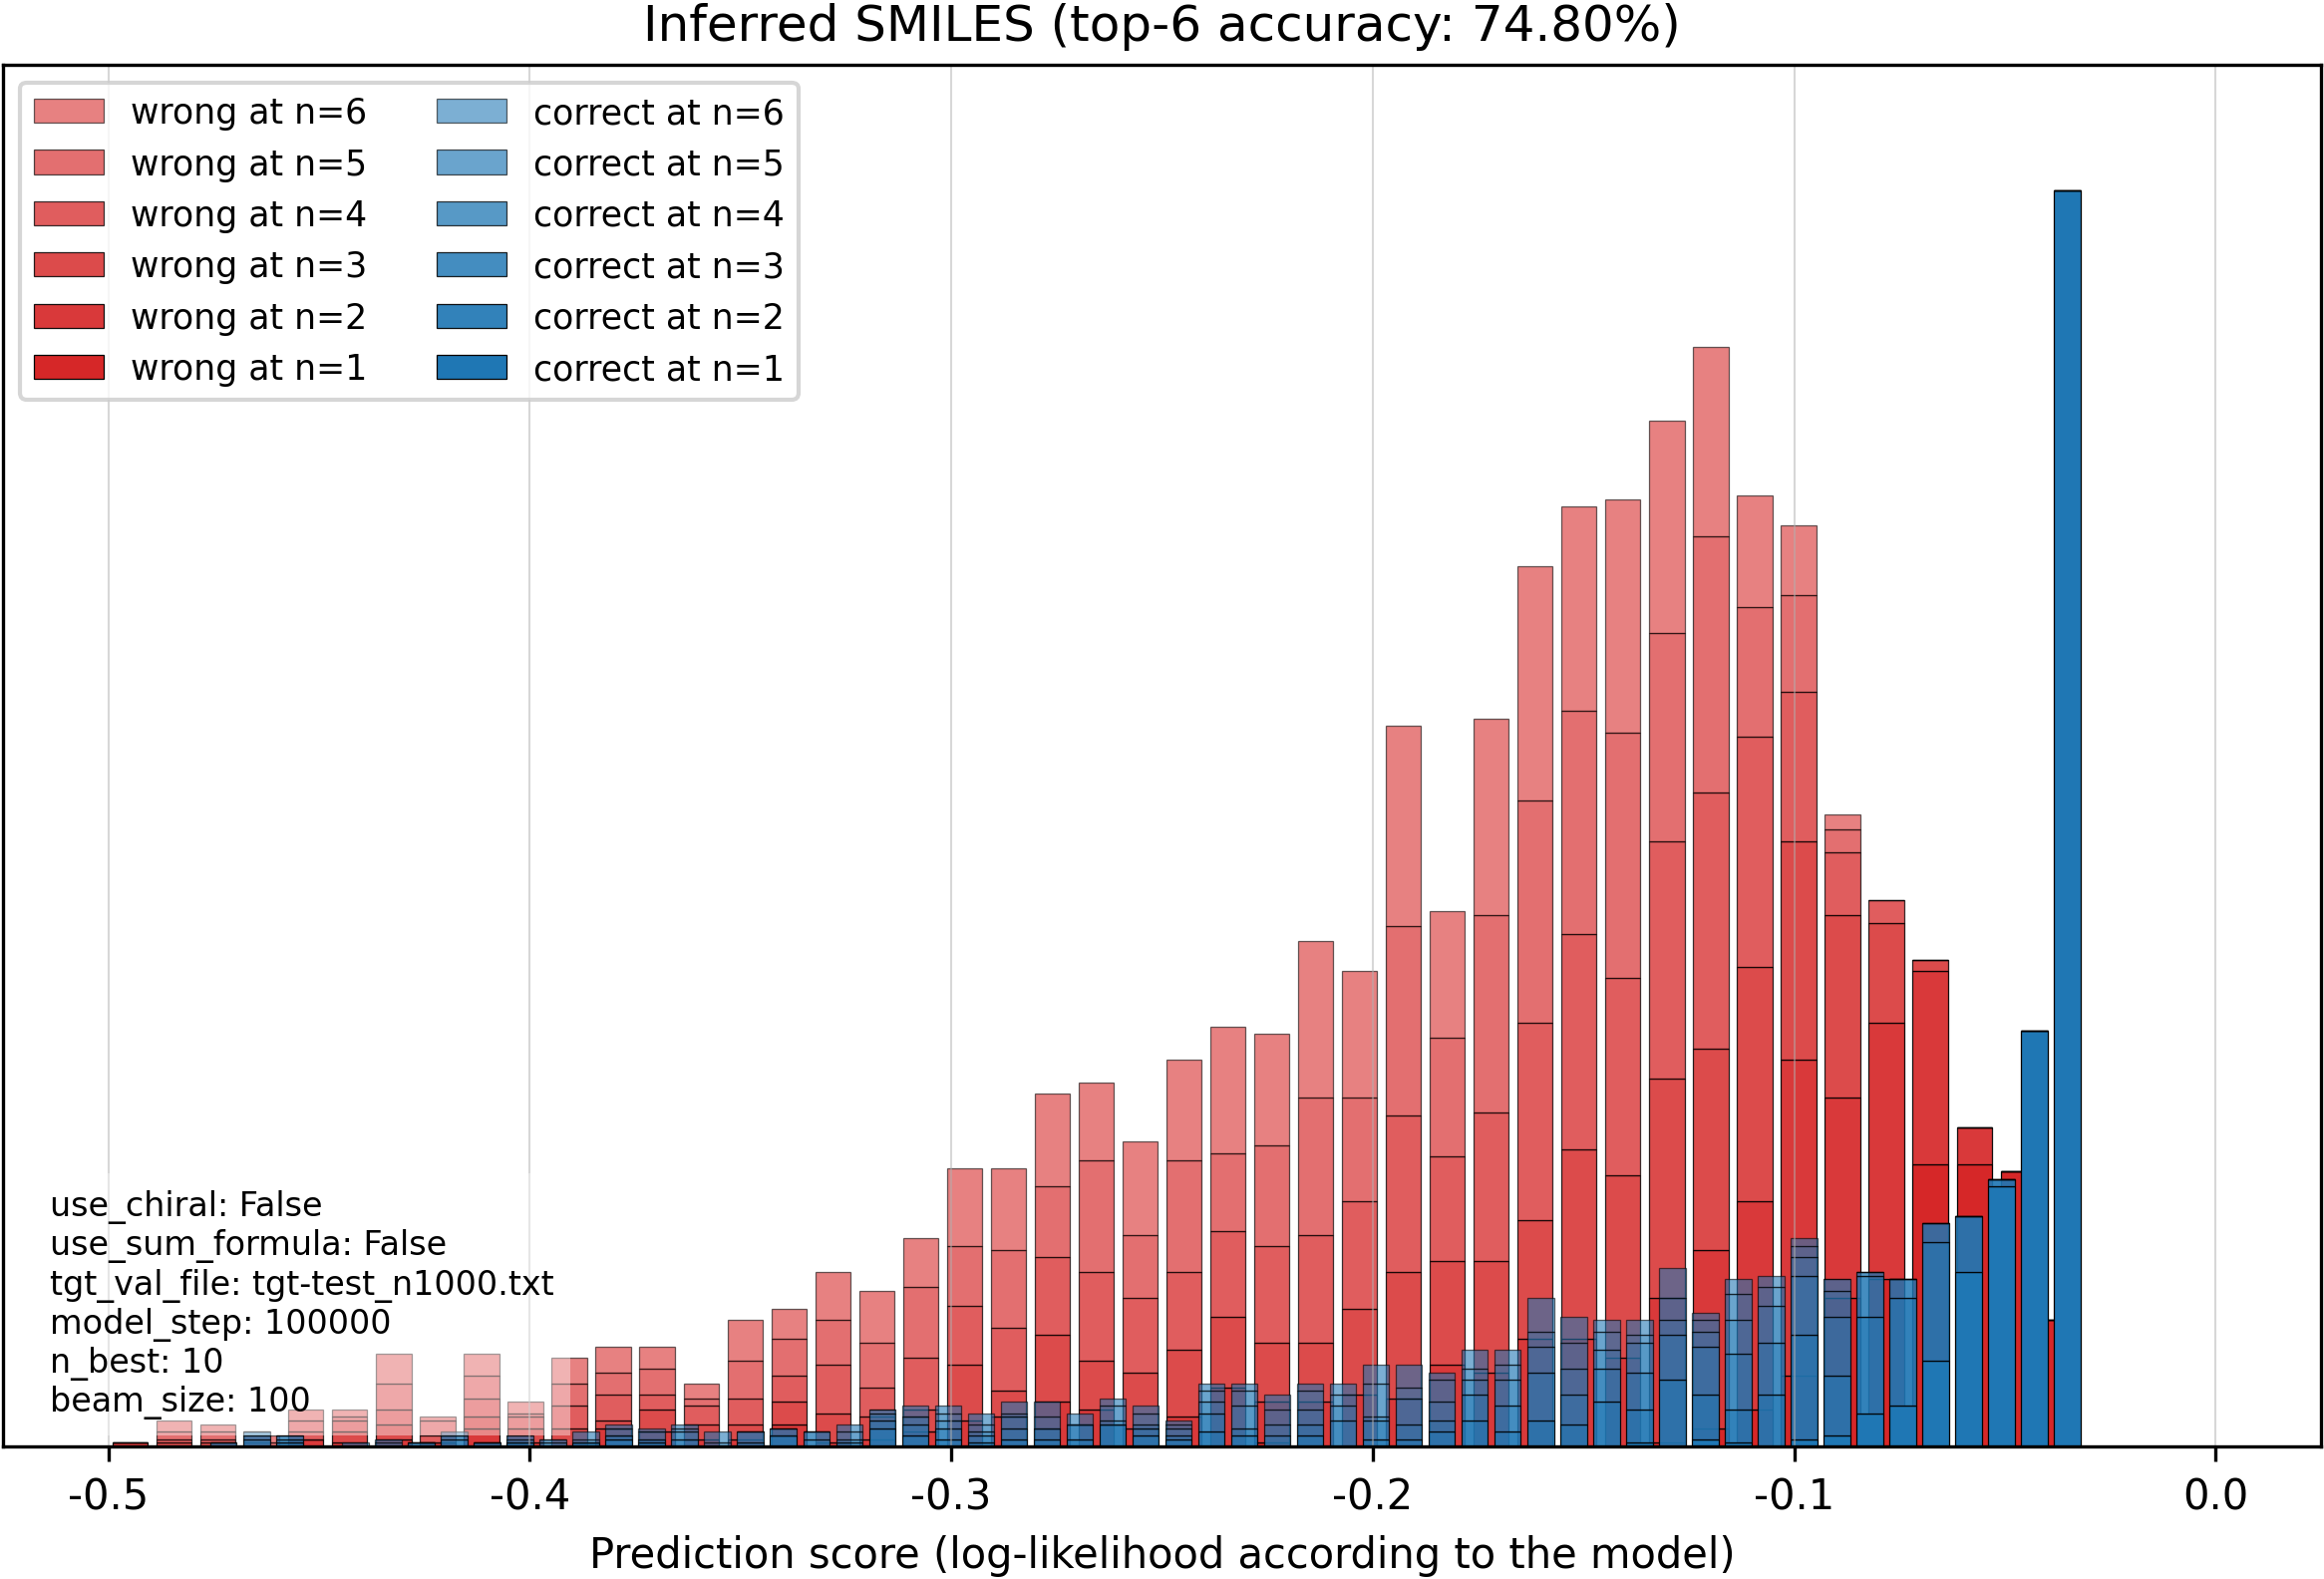 Inferred SMILES (top-6 accuracy: 74.80%)
wrong at n=6
wrong at n=5
wrong at n=4
wrong at n=3
wrong at n=2
wrong at n=1
correct at n=6
correct at n=5
correct at n=4
correct at n=3
correct at n=2
correct at n=1
use_chiral: False
use_sum_formula: False
tgt_val_file: tgt-test_n1000.txt
model_step: 100000
n_best: 10
beam_size: 100
-0.5 -0.4 -0.3 -0.2 -0.1 0.0
Prediction score (log-likelihood according to the model)